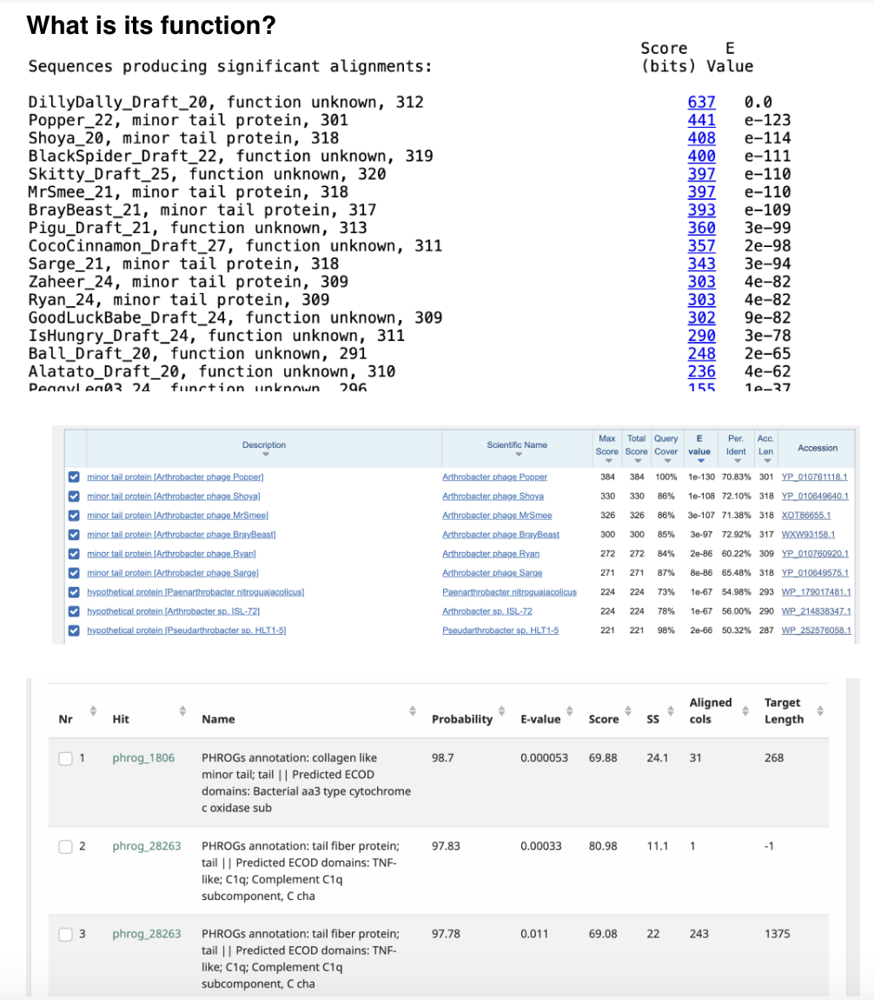 What is its function?
Score E
Sequences producing significant alignments: (bits) Value
DillyDally_Draft_20, function unknown, 312 637 0.0
Popper_22, minor tail protein, 301 441 e-123
Shoya_20, minor tail protein, 318 408 e-114
BlackSpider_Draft_22, function unknown, 319 400 e-111
Skitty_Draft_25, function unknown, 320 397 e-110
MrSmee_21, minor tail protein, 318 397 e-110
BrayBeast_21, minor tail protein, 317 393 e-109
Pigu_Draft_21, function unknown, 313 360 3e-99
CocoCinnamon_Draft_27, function unknown, 311 357 2e-98
Sarge_21, minor tail protein, 318 343 3e-94
Zaheer_24, minor tail protein, 309 303 4e-82
Ryan_24, minor tail protein, 309 303 4e-82
GoodLuckBabe_Draft_24, function unknown, 309 302 9e-82
IsHungry_Draft_24, function unknown, 311 290 3e-78
Ball_Draft_20, function unknown, 291 248 2e-65
Alatato_Draft_20, function unknown, 310 236 4e-62
PeggyLeg03_24, function unknown, 296 155 1e-37
Description Scientific Name Max Score Total Score Query Cover E value Per. Ident Acc. Len Accession
minor tail protein [Arthrobacter phage Popper] Arthrobacter phage Popper 384 384 100% 1e-130 70.83% 301 YP_010761118.1
minor tail protein [Arthrobacter phage Shoya] Arthrobacter phage Shoya 330 330 86% 1e-108 72.10% 318 YP_010649640.1
minor tail protein [Arthrobacter phage MrSmee] Arthrobacter phage MrSmee 326 326 86% 3e-107 71.38% 318 XOT86655.1
minor tail protein [Arthrobacter phage BrayBeast] Arthrobacter phage BrayBeast 300 300 85% 3e-97 72.92% 317 WXW93158.1
minor tail protein [Arthrobacter phage Ryan] Arthrobacter phage Ryan 272 272 84% 2e-86 60.22% 309 YP_010760920.1
minor tail protein [Arthrobacter phage Sarge] Arthrobacter phage Sarge 271 271 87% 8e-86 65.48% 318 YP_010649575.1
hypothetical protein [Paenarthrobacter nitroguajacolicus] Paenarthrobacter nitroguajacolicus 224 224 73% 1e-67 54.98% 293 WP_179017481.1
hypothetical protein [Arthrobacter sp. ISL-72] Arthrobacter sp. ISL-72 224 224 78% 1e-67 56.00% 290 WP_214838347.1
hypothetical protein [Pseudarthrobacter sp. HLT1-5] Pseudarthrobacter sp. HLT1-5 221 221 98% 2e-66 50.32% 287 WP_252576058.1
Nr Hit Name Probability E-value Score SS Aligned cols Target Length
1 phrog_1806 PHROGs annotation: collagen like 98.7 0.000053 69.88 24.1 31 268
minor tail; tail || Predicted ECOD
domains: Bacterial aa3 type cytochrome
c oxidase sub
2 phrog_28263 PHROGs annotation: tail fiber protein; 97.83 0.00033 80.98 11.1 1 -1
tail || Predicted ECOD domains: TNF-
like; C1q; Complement C1q
subcomponent, C cha
3 phrog_28263 PHROGs annotation: tail fiber protein; 97.78 0.011 69.08 22 243 1375
tail || Predicted ECOD domains: TNF-
like; C1q; Complement C1q
subcomponent, C cha